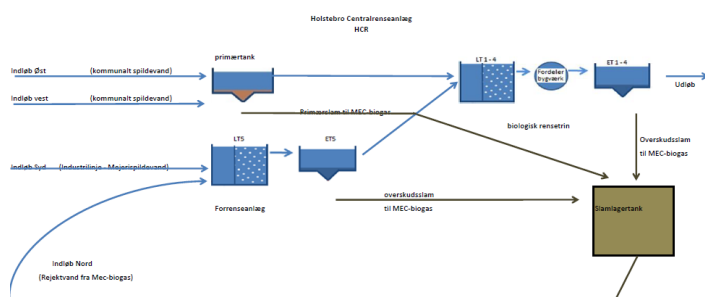 Holstebro Centralrenseanlæg
HCR
primærtank
LT 1 - 4
ET 1 - 4
Fordeler
bygværk
Indløb Øst (kommunalt spildevand)
Udløb
Indløb vest (kommunalt spildevand)
Primærslam til MEC-biogas
biologisk rensetrin
Overskudsslam
til MEC-biogas
LT5
ET5
Indløb Syd (Industrilinje - Mejerispildevand)
overskudsslam
til MEC-biogas
Slamlagertank
Forrenseanlæg
Indløb Nord
(Rejektvand fra Mec-biogas)